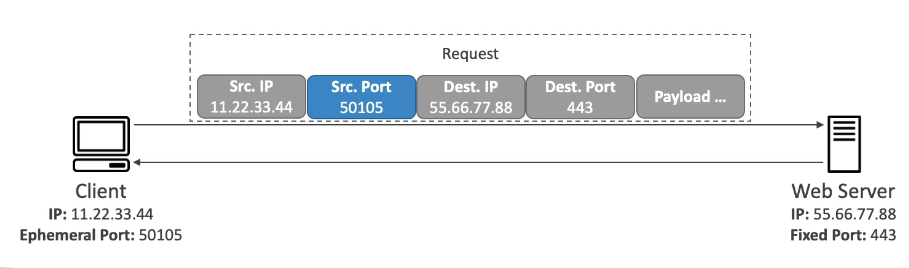 Request
Src. IP
11.22.33.44
Src. Port
50105
Dest. IP
55.66.77.88
Dest. Port
443
Payload ...
Client
IP: 11.22.33.44
Ephemeral Port: 50105
Web Server
IP: 55.66.77.88
Fixed Port: 443